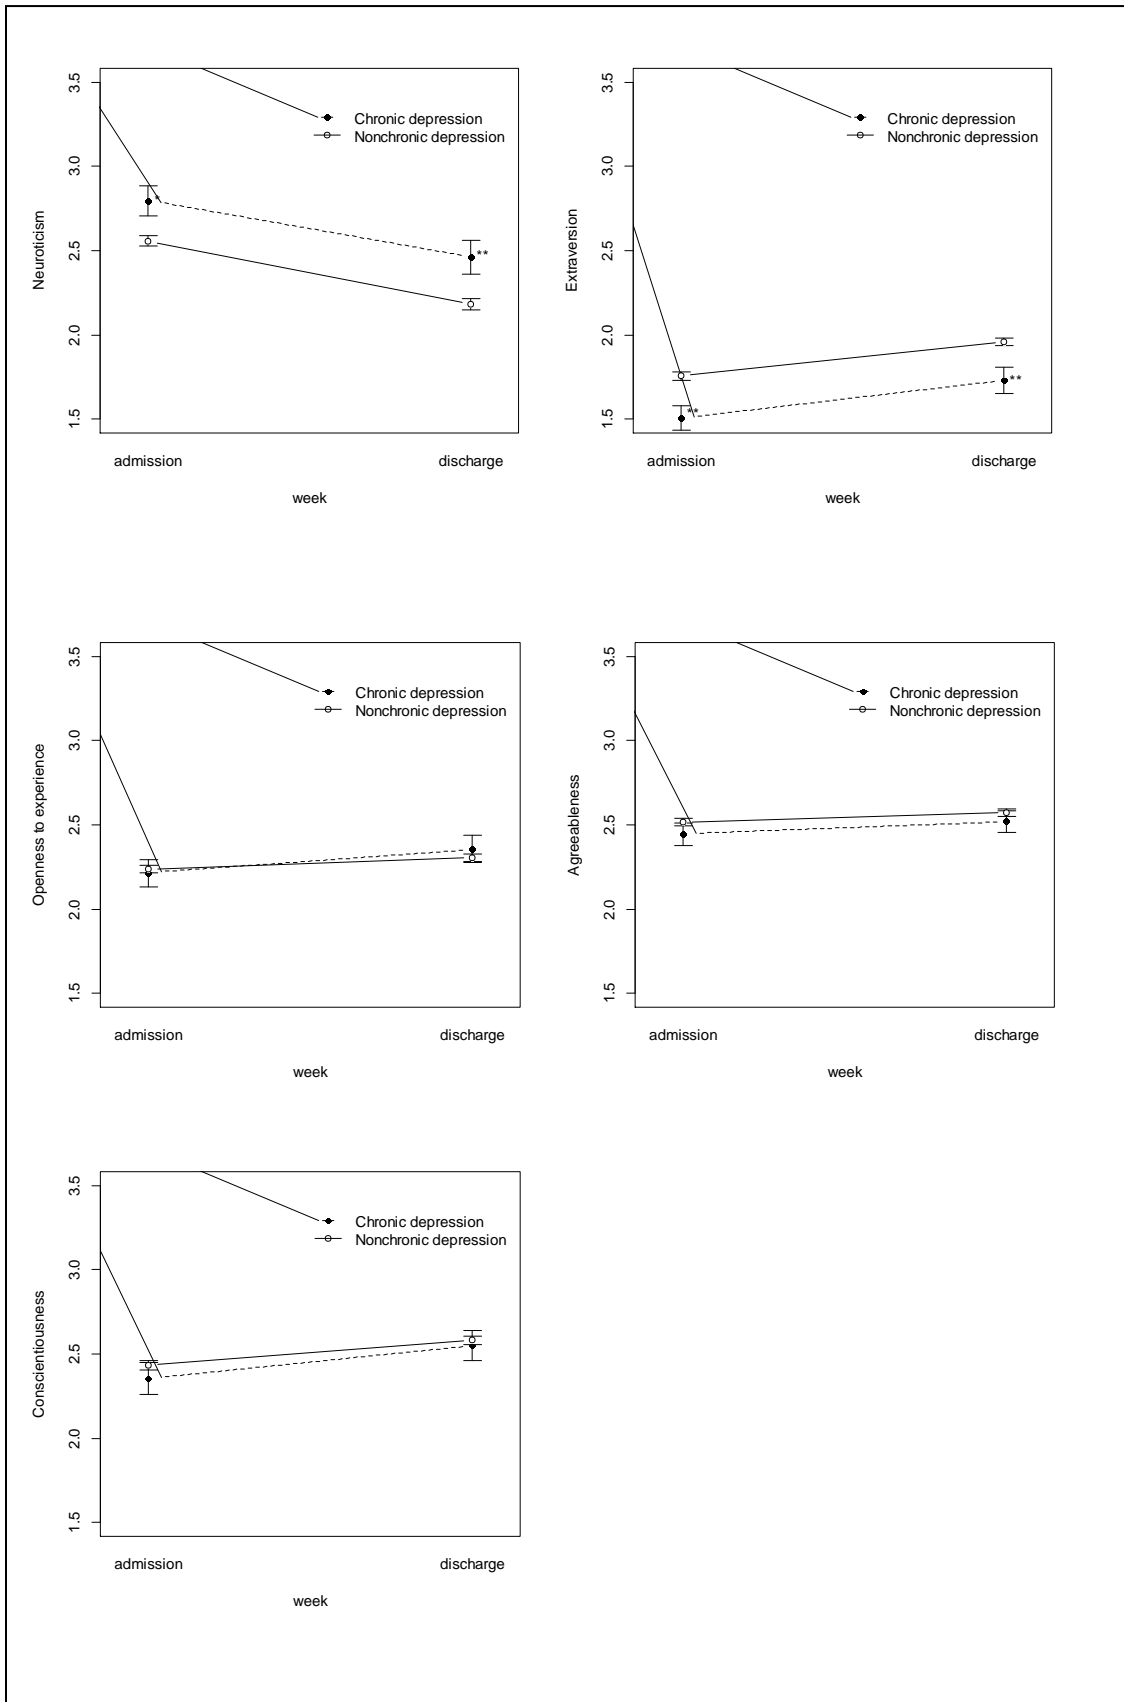 3.5
3.0
2.5
2.0
1.5
Neuroticism
Chronic depression
Nonchronic depression
*
**
admission discharge
week
3.5
3.0
2.5
2.0
1.5
Extraversion
Chronic depression
Nonchronic depression
**
**
admission discharge
week
3.5
3.0
2.5
2.0
1.5
Openness to experience
Chronic depression
Nonchronic depression
admission discharge
week
3.5
3.0
2.5
2.0
1.5
Agreeableness
Chronic depression
Nonchronic depression
admission discharge
week
3.5
3.0
2.5
2.0
1.5
Conscientiousness
Chronic depression
Nonchronic depression
admission discharge
week